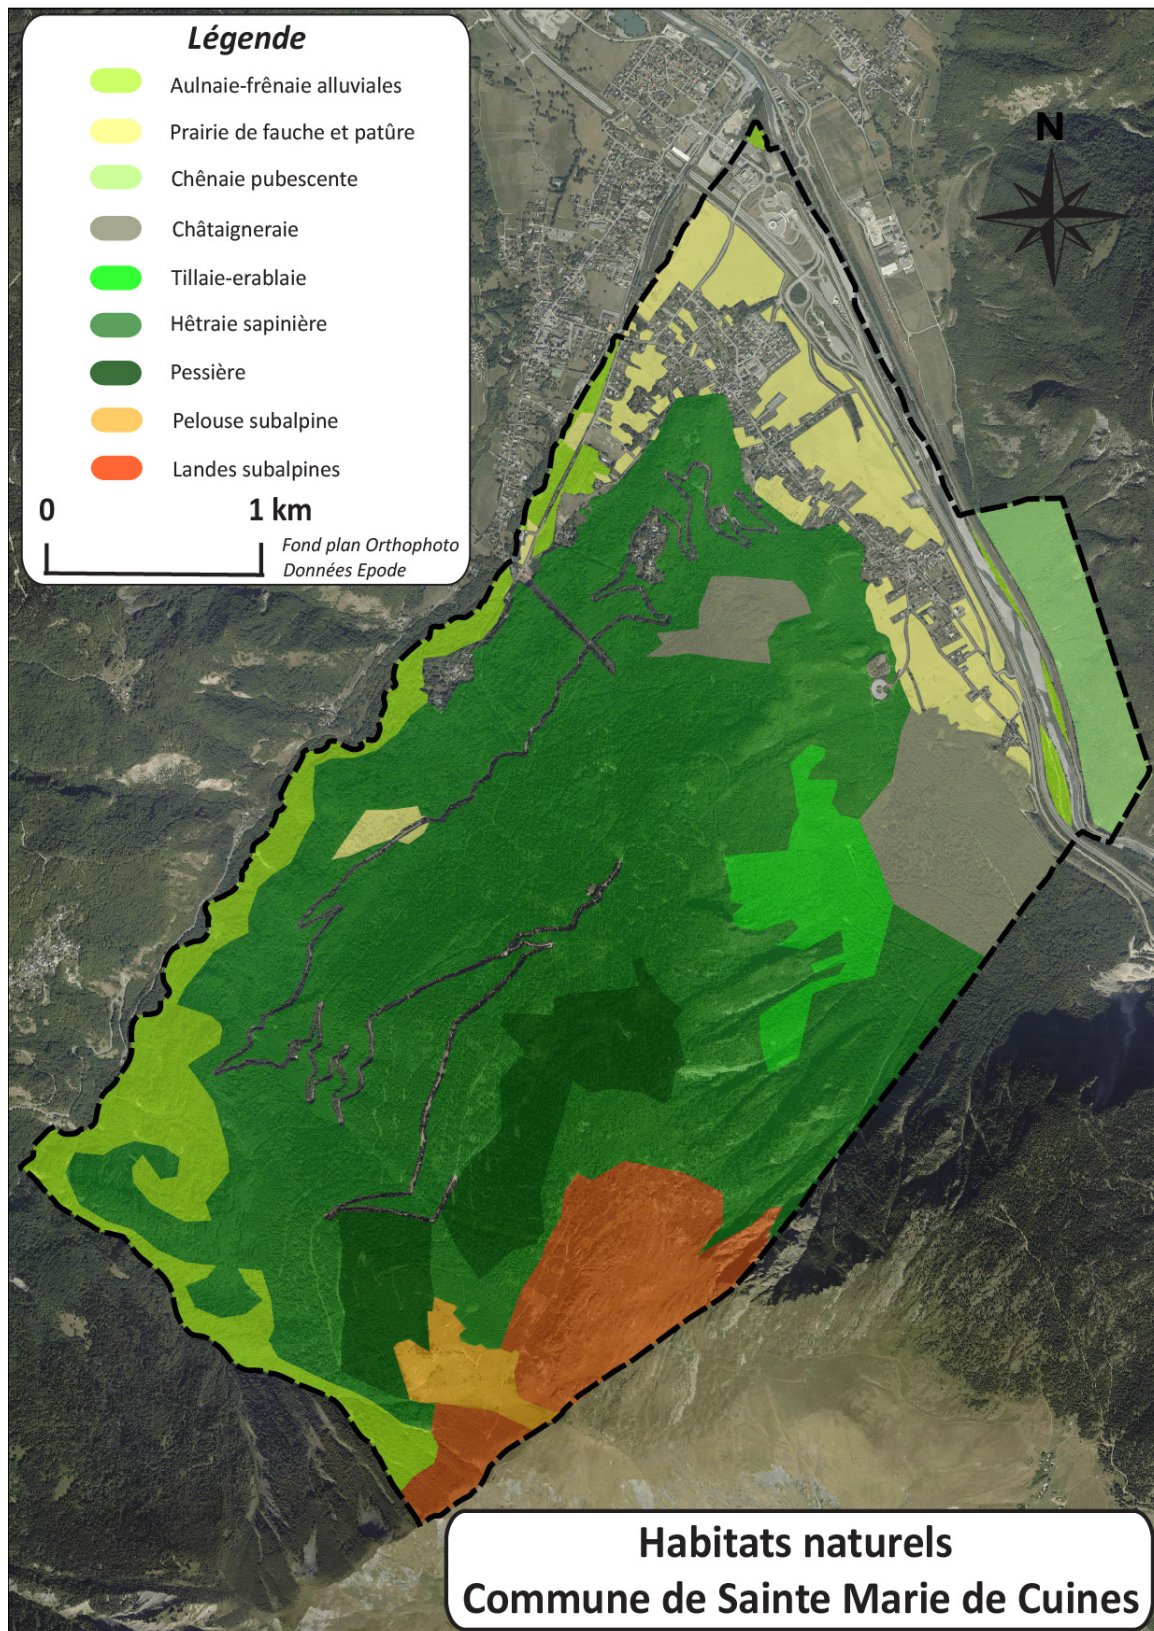 Légende
Aulnaie-frênaie alluviales
Prairie de fauche et patûre
Chênaie pubescente
Châtaigneraie
Tillaie-erablaie
Hêtraie sapinière
Pessière
Pelouse subalpine
Landes subalpines
0 1 km
Fond plan Orthophoto
Données Epode
N
Habitats naturels
Commune de Sainte Marie de Cuines